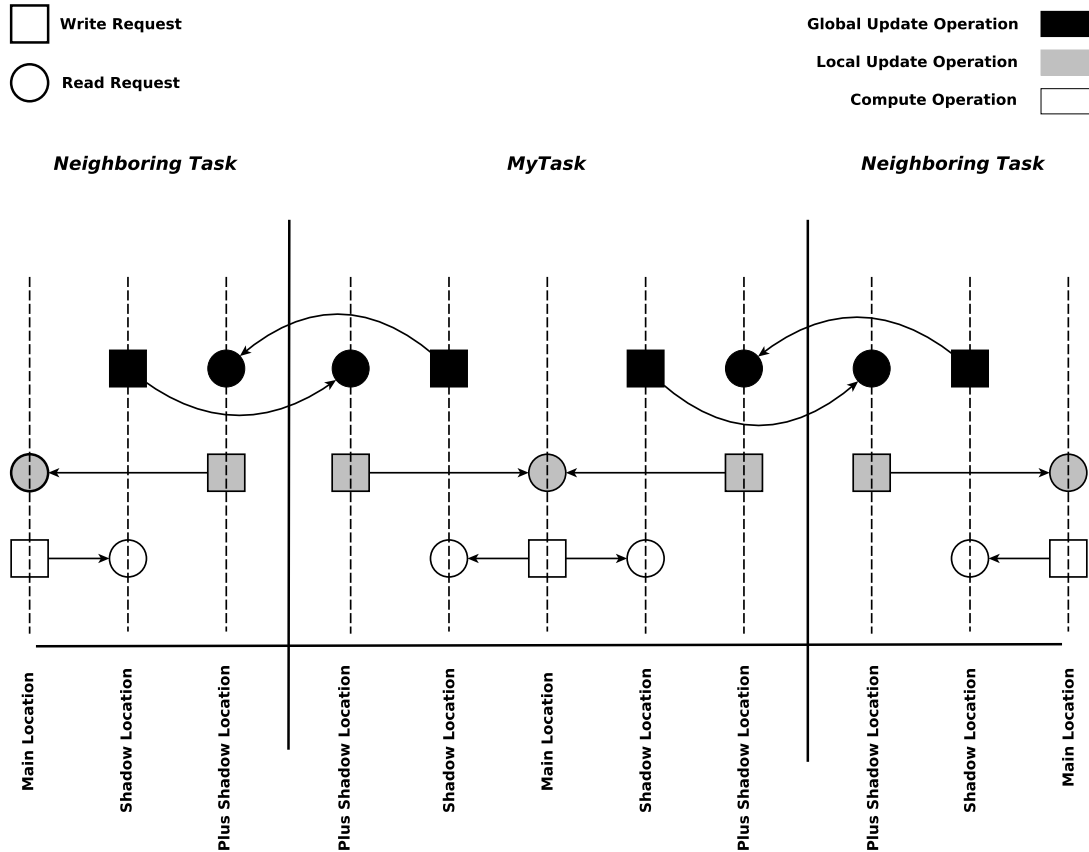 Write Request
Read Request
Global Update Operation
Local Update Operation
Compute Operation
Neighboring Task
MyTask
Neighboring Task
Main Location
Shadow Location
Plus Shadow Location
Plus Shadow Location
Shadow Location
Main Location
Shadow Location
Plus Shadow Location
Plus Shadow Location
Shadow Location
Main Location